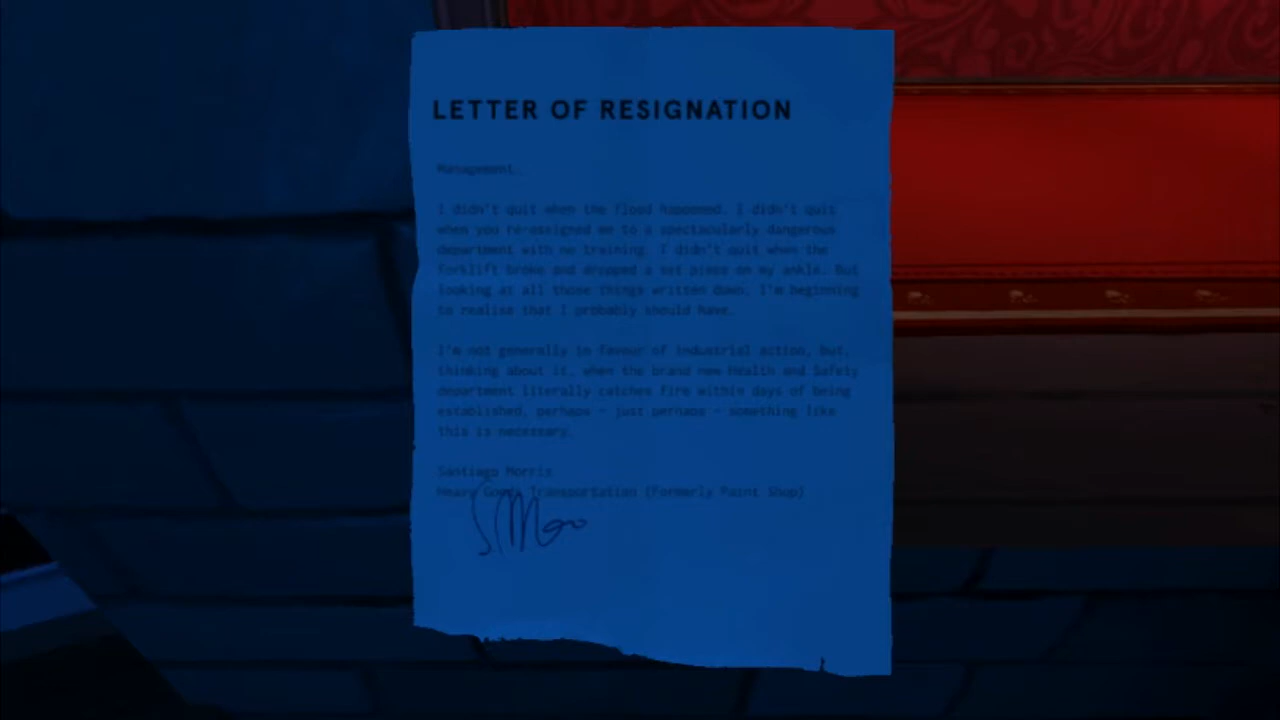 LETTER OF RESIGNATION
Management.
I didn't quit when the flood happened. I didn't quit
when you re-assigned me to a spectacularly dangerous
department with no training. I didn't quit when the
forklift broke and dropped a set piece on my ankle. But
looking at all those things written down, I'm beginning
to realise that I probably should have.
I'm not generally in favour of industrial action, but,
thinking about it, when the brand new Health and Safety
department literally catches fire within days of being
established, perhaps - just perhaps - something like
this is necessary.
Santiago Morris
Heavy Goods Transportation (Formerly Paint Shop)